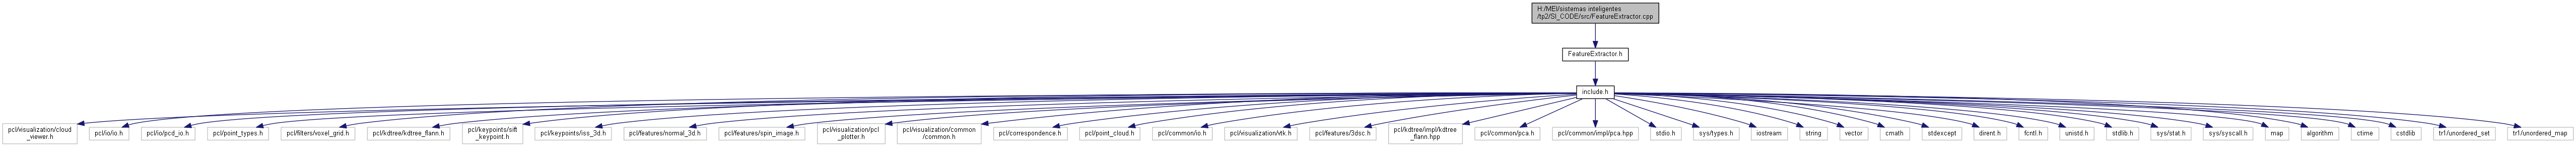 H:/MEI/sistemas inteligentes
/tp2/SI_CODE/src/FeatureExtractor.cpp
FeatureExtractor.h
include.h
pcl/visualization/cloud
_viewer.h
pcl/io/io.h
pcl/io/pcd_io.h
pcl/point_types.h
pcl/filters/voxel_grid.h
pcl/kdtree/kdtree_flann.h
pcl/keypoints/sift
_keypoint.h
pcl/keypoints/iss_3d.h
pcl/features/normal_3d.h
pcl/features/spin_image.h
pcl/visualization/pcl
_plotter.h
pcl/visualization/common
/common.h
pcl/correspondence.h
pcl/point_cloud.h
pcl/common/io.h
pcl/visualization/vtk.h
pcl/features/3dsc.h
pcl/kdtree/impl/kdtree
_flann.hpp
pcl/common/pca.h
pcl/common/impl/pca.hpp
stdio.h
sys/types.h
iostream
string
vector
cmath
stdexcept
dirent.h
fcntl.h
unistd.h
stdlib.h
sys/stat.h
sys/syscall.h
map
algorithm
ctime
cstdlib
tr1/unordered_set
tr1/unordered_map